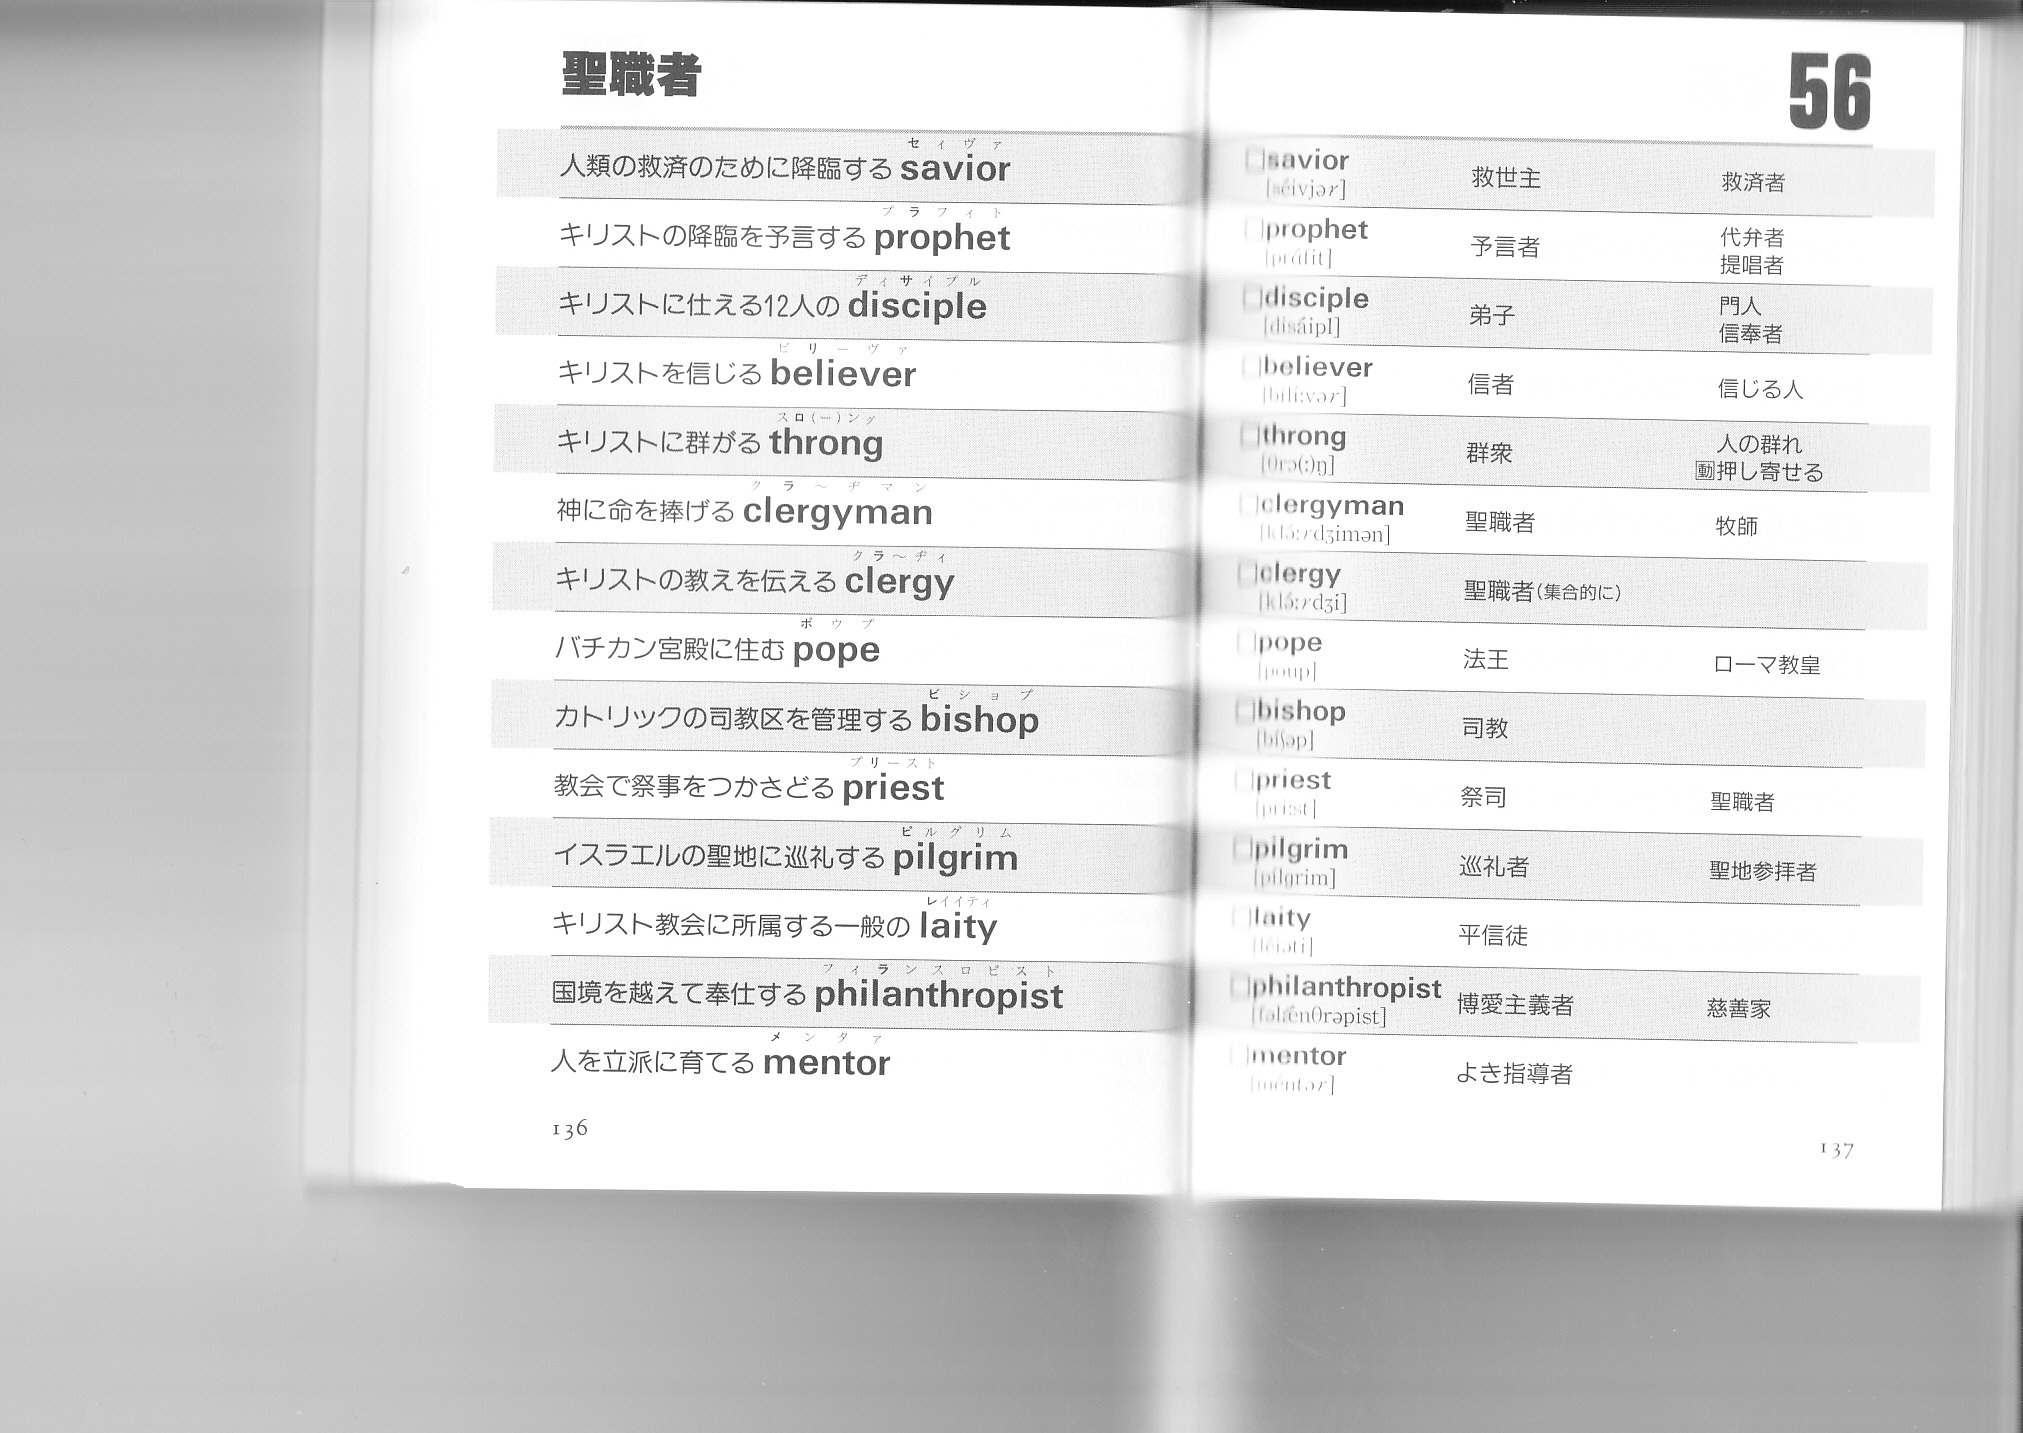 聖職者
セイヴァ
人類の救済のために降臨する savior
プラフィト
キリストの降臨を予言する prophet
ディサイプル
キリストに仕える12人の disciple
ビリーヴァ
キリストを信じる believer
スロ(ー)ング
キリストに群がる throng
クラ～ヂマン
神に命を捧げる clergyman
クラ～ヂィ
キリストの教えを伝える clergy
ポウプ
バチカン宮殿に住む pope
ビショプ
カトリックの司教区を管理する bishop
プリースト
教会で祭事をつかさどる priest
ピルグリム
イスラエルの聖地に巡礼する pilgrim
レイイティ
キリスト教会に所属する一般の laity
フィランスロピスト
国境を越えて奉仕する philanthropist
メンタァ
人を立派に育てる mentor
136
56
□savior 救世主 救済者
[séivjər]
□prophet 予言者 代弁者
[práfit] 提唱者
□disciple 弟子 門人
[disáipl] 信奉者
□believer 信者 信じる人
[bilí:vər]
□throng 群衆 人の群れ
[θrɔ(:)ŋ] 動押し寄せる
□clergyman 聖職者 牧師
[klə́:rdʒimən]
□clergy 聖職者(集合的に)
[klə́:rdʒi]
□pope 法王 ローマ教皇
[poup]
□bishop 司教
[bíʃəp]
□priest 祭司 聖職者
[pri:st]
□pilgrim 巡礼者 聖地参拝者
[pílgrim]
□laity 平信徒
[léiəti]
□philanthropist 博愛主義者 慈善家
[fəlǽnθrəpist]
□mentor よき指導者
[méntər]
137